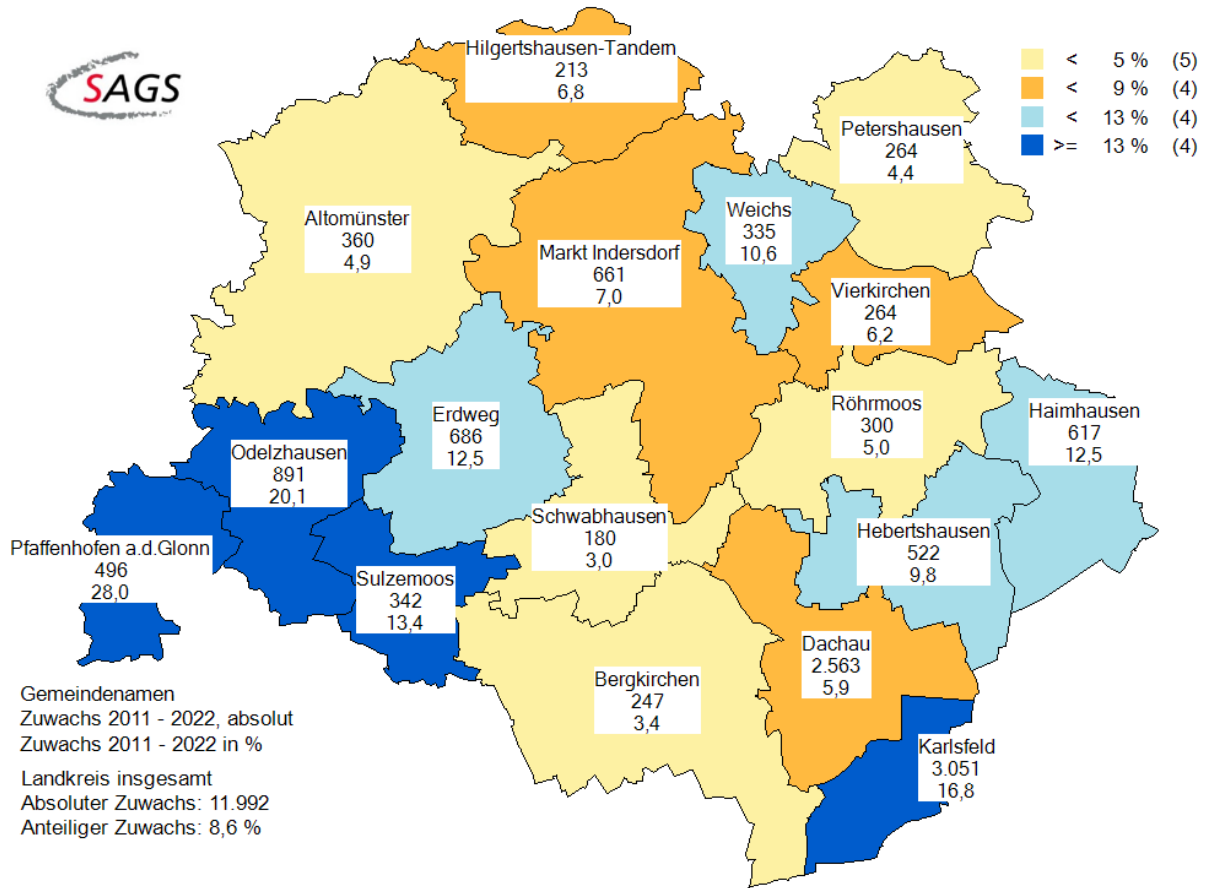 SAGS
Hilgertshausen-Tandern
213
6,8
< 5 % (5)
< 9 % (4)
< 13 % (4)
>= 13 % (4)
Petershausen
264
4,4
Altomünster
360
4,9
Weichs
335
10,6
Markt Indersdorf
661
7,0
Vierkirchen
264
6,2
Erdweg
686
12,5
Röhrmoos
300
5,0
Haimhausen
617
12,5
Odelzhausen
891
20,1
Schwabhausen
180
3,0
Hebertshausen
522
9,8
Pfaffenhofen a.d.Glonn
496
28,0
Sulzemoos
342
13,4
Dachau
2.563
5,9
Bergkirchen
247
3,4
Karlsfeld
3.051
16,8
Gemeindenamen
Zuwachs 2011 - 2022, absolut
Zuwachs 2011 - 2022 in %
Landkreis insgesamt
Absoluter Zuwachs: 11.992
Anteiliger Zuwachs: 8,6 %